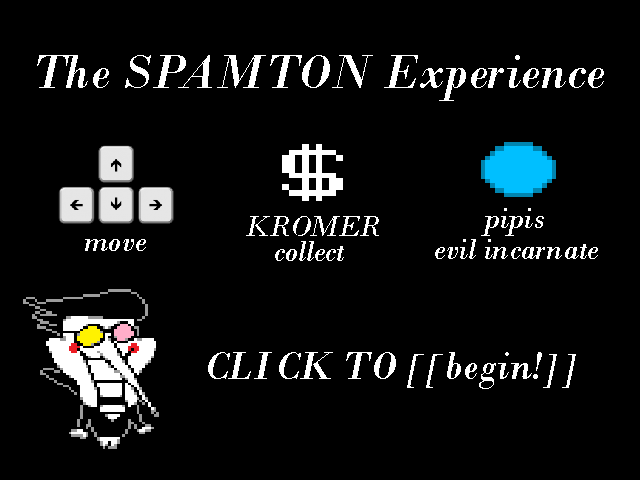 The SPAMTON Experience
↑
← ↓ →
$
move
KROMER
collect
pipis
evil incarnate
CLICK TO [[begin!]]